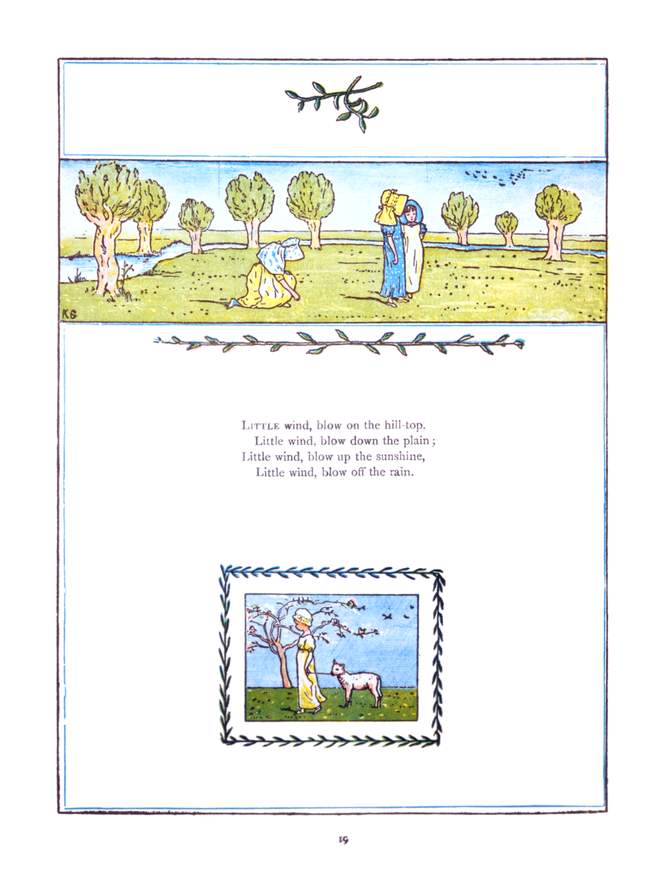 KG
LITTLE wind, blow on the hill-top.
Little wind, blow down the plain;
Little wind, blow up the sunshine,
Little wind, blow off the rain.
19